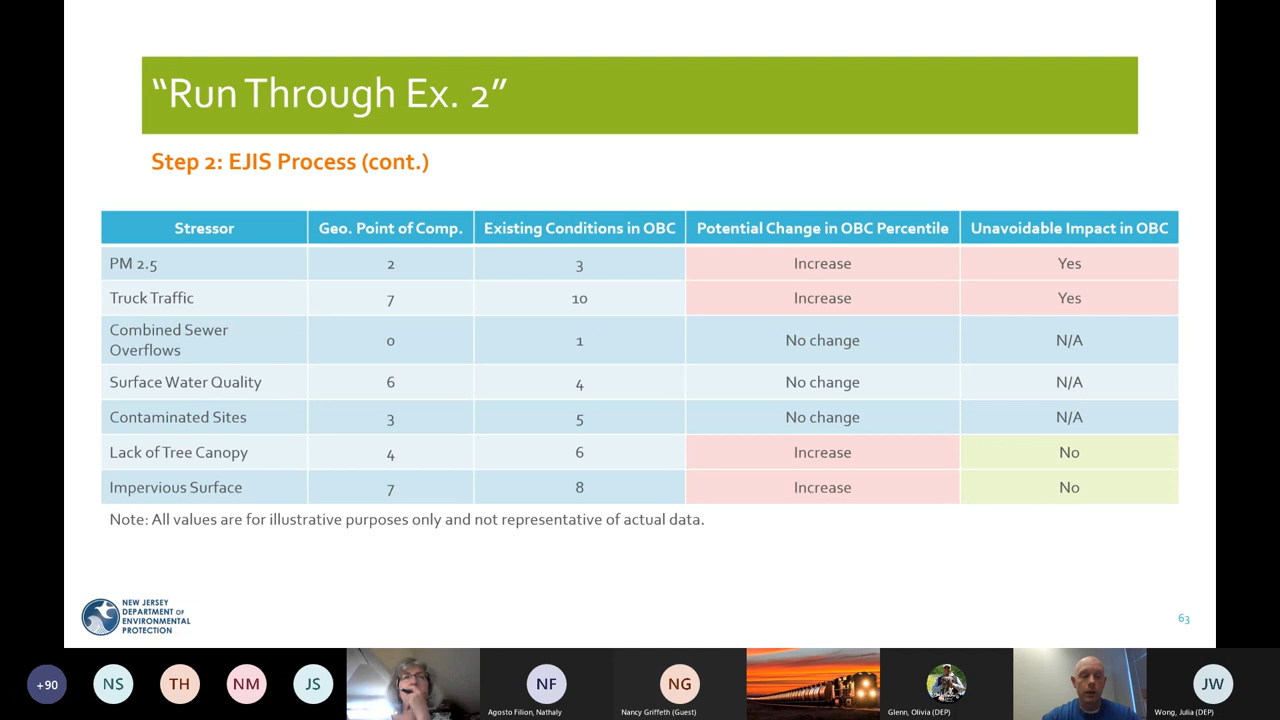 “Run Through Ex. 2”
Step 2: EJIS Process (cont.)
Stressor Geo. Point of Comp. Existing Conditions in OBC Potential Change in OBC Percentile Unavoidable Impact in OBC
PM 2.5 2 3 Increase Yes
Truck Traffic 7 10 Increase Yes
Combined Sewer
Overflows 0 1 No change N/A
Surface Water Quality 6 4 No change N/A
Contaminated Sites 3 5 No change N/A
Lack of Tree Canopy 4 6 Increase No
Impervious Surface 7 8 Increase No
Note: All values are for illustrative purposes only and not representative of actual data.
NEW JERSEY
DEPARTMENT OF
ENVIRONMENTAL
PROTECTION
63
+90 NS TH NM JS NF NG JW
Agosto Filion, Nathaly Nancy Griffeth (Guest) Glenn, Olivia (DEP) Wong, Julia (DEP)